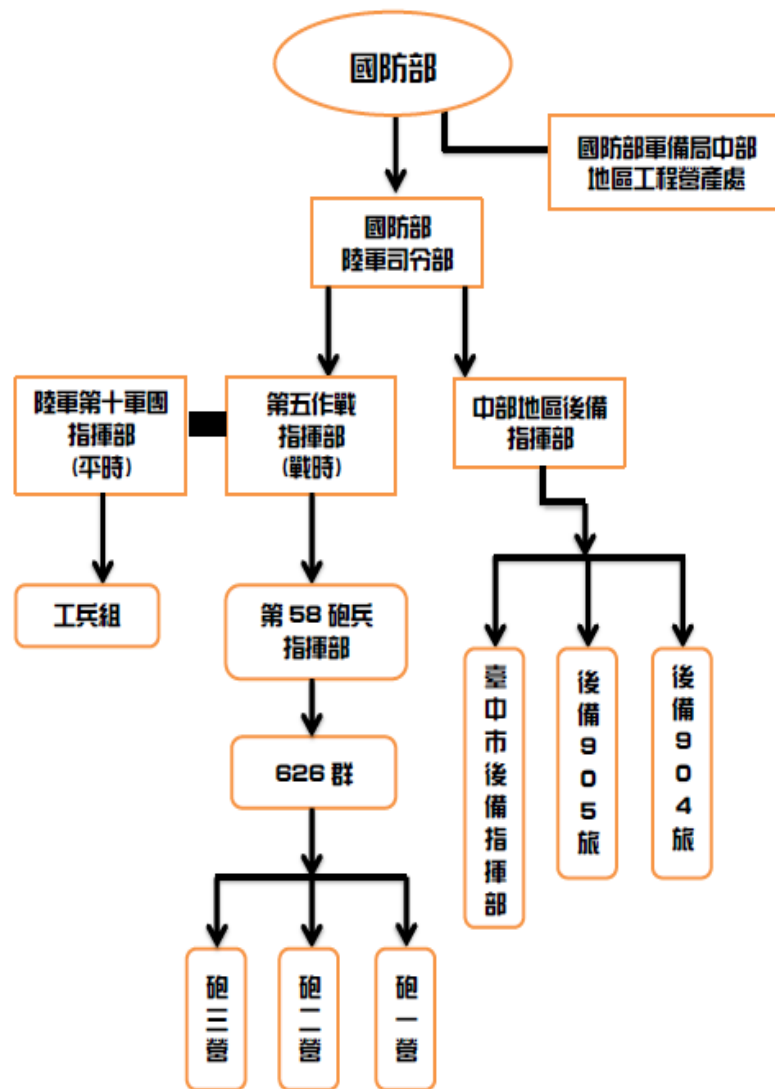 國防部
國防部軍備局中部
地區工程營產處
國防部
陸軍司令部
陸軍第十軍團
指揮部
(平時)
第五作戰
指揮部
(戰時)
中部地區後備
指揮部
工兵組
第 58 砲兵
指揮部
臺中市後備指揮部
後備905旅
後備904旅
626 群
砲三營
砲二營
砲一營